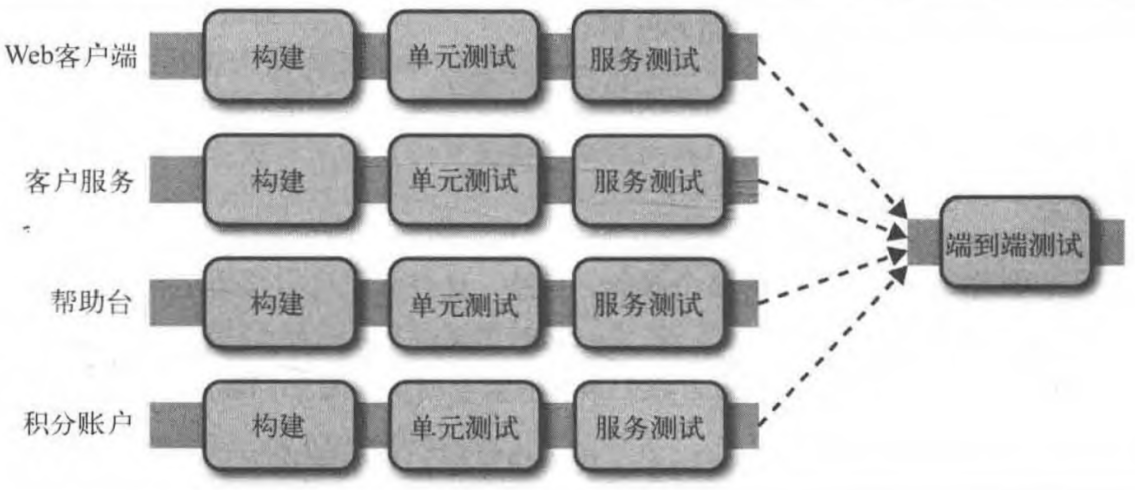 Web客户端 构建 单元测试 服务测试
客户服务 构建 单元测试 服务测试
端到端测试
帮助台 构建 单元测试 服务测试
积分账户 构建 单元测试 服务测试